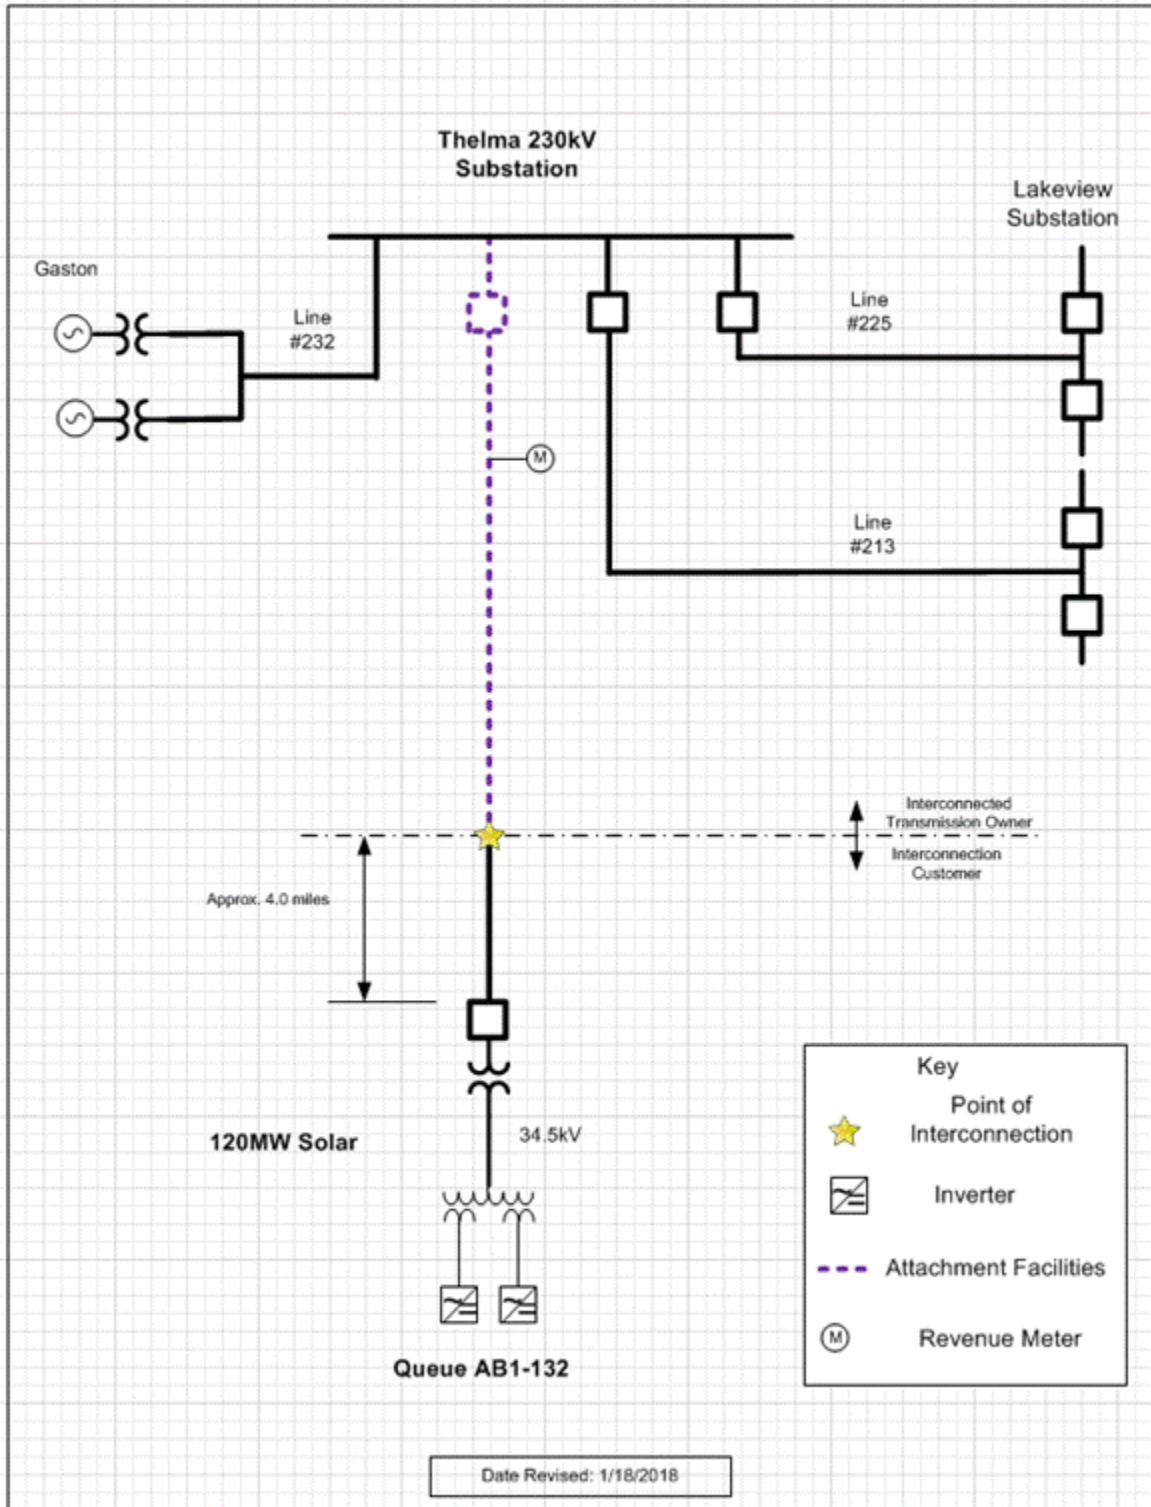 Thelma 230kV
Substation
Lakeview
Substation
Gaston
Line
#232
Line
#225
M
Line
#213
Interconnected
Transmission Owner
Interconnection
Customer
Approx. 4.0 miles
120MW Solar
34.5kV
Queue AB1-132
Key
Point of
Interconnection
Inverter
Attachment Facilities
M
Revenue Meter
Date Revised: 1/18/2018